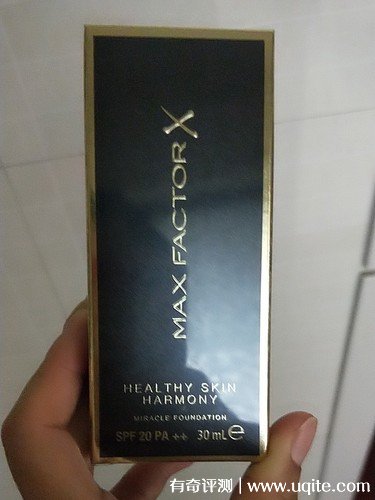 MAX FACTOR X
HEALTHY SKIN
HARMONY
MIRACLE FOUNDATION
SPF 20 PA ++ 30 mL e
有奇评测 | www.uqite.com